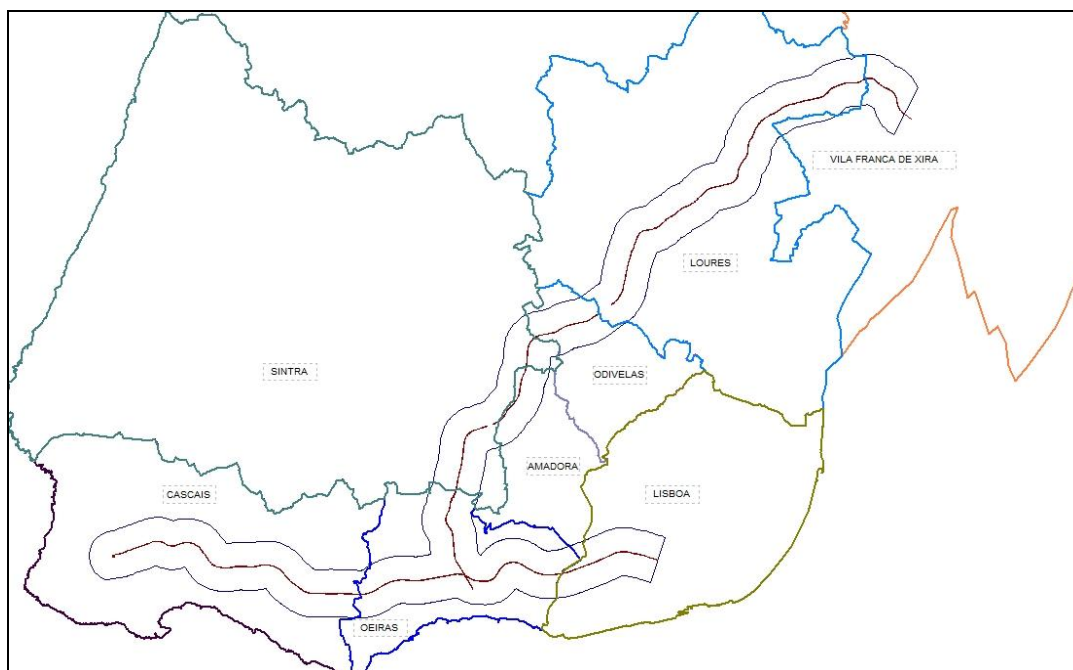 VILA FRANCA DE XIRA
LOURES
SINTRA
ODIVELAS
AMADORA
CASCAIS
LISBOA
OEIRAS